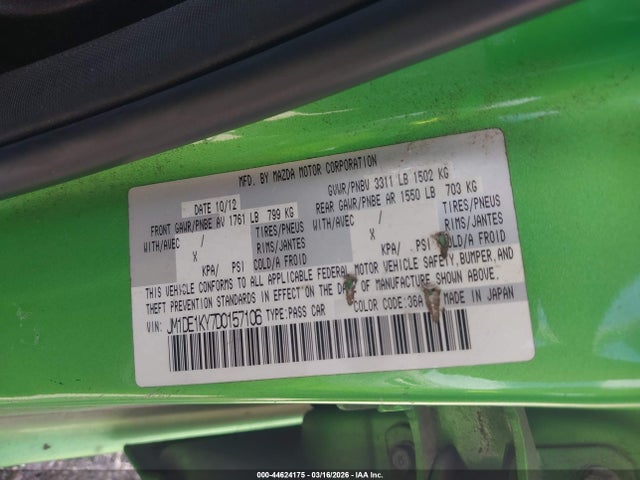 MFD. BY MAZDA MOTOR CORPORATION
DATE 10/12 GVWR/PNBV 3311 LB 1502 KG
FRONT GAWR/PNBE AV 1761 LB 799 KG REAR GAWR/PNBE AR 1550 LB 703 KG
WITH/AVEC / TIRES/PNEUS WITH/AVEC / TIRES/PNEUS
X RIMS/JANTES X RIMS/JANTES
KPA/ PSI COLD/A FROID KPA/ PSI COLD/A FROID
THIS VEHICLE CONFORMS TO ALL APPLICABLE FEDERAL MOTOR VEHICLE SAFETY, BUMPER, AND
THEFT PREVENTION STANDARDS IN EFFECT ON THE DATE OF MANUFACTURE SHOWN ABOVE.
VIN: JM1DE1KY7D0157106 TYPE:PASS CAR COLOR CODE:36A MADE IN JAPAN
000-44624175 - 03/16/2026 - IAA Inc.